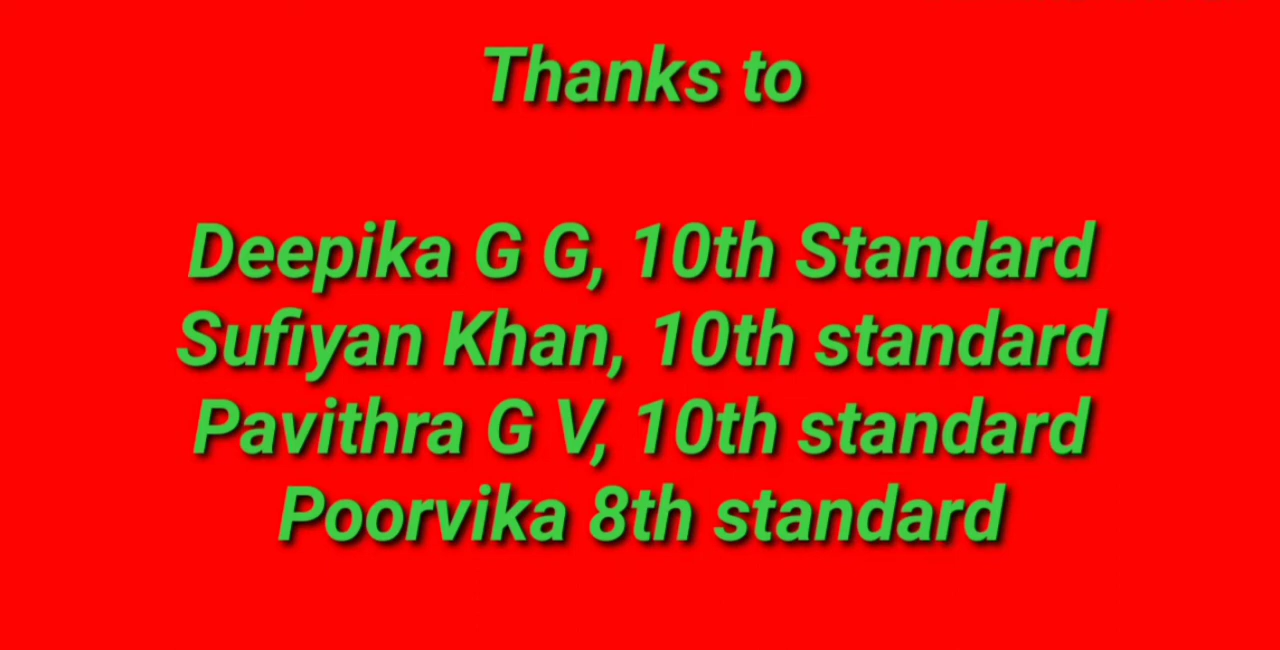 Thanks to
Deepika G G, 10th Standard
Sufiyan Khan, 10th standard
Pavithra G V, 10th standard
Poorvika 8th standard